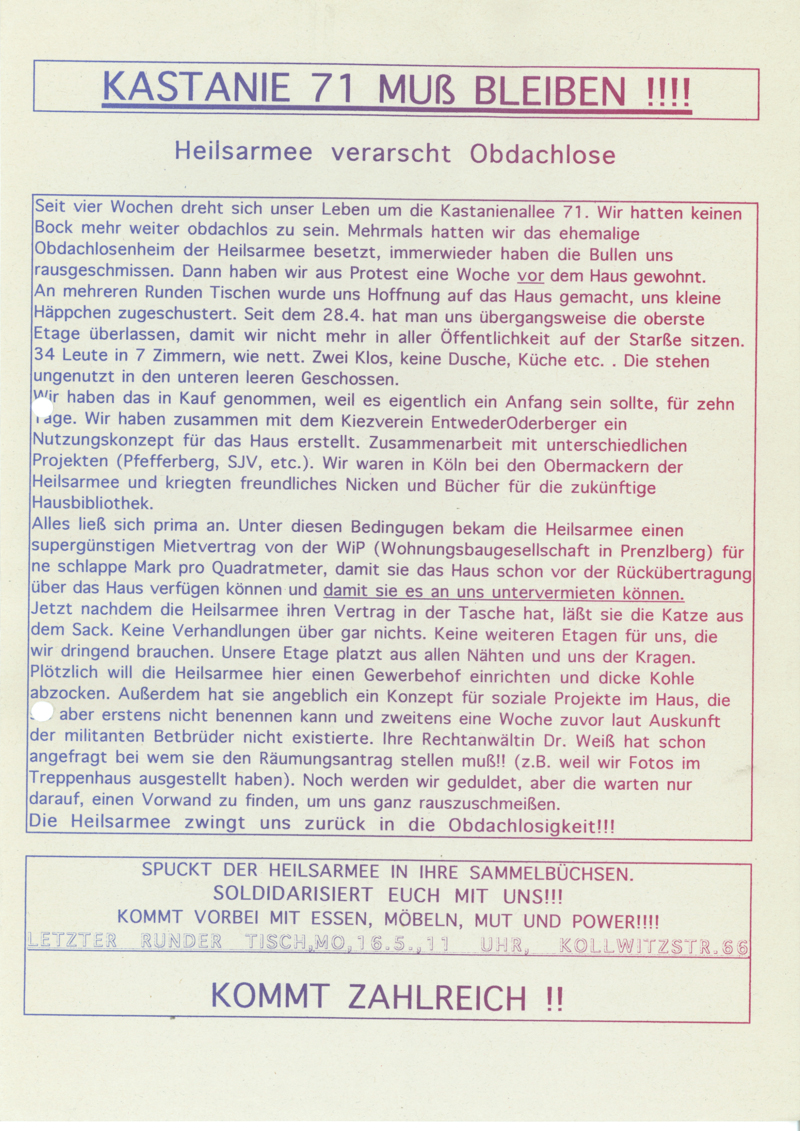 KASTANIE 71 MUß BLEIBEN !!!!
Heilsarmee verarscht Obdachlose
Seit vier Wochen dreht sich unser Leben um die Kastanienallee 71. Wir hatten keinen
Bock mehr weiter obdachlos zu sein. Mehrmals hatten wir das ehemalige
Obdachlosenheim der Heilsarmee besetzt, immerwieder haben die Bullen uns
rausgeschmissen. Dann haben wir aus Protest eine Woche vor dem Haus gewohnt.
An mehreren Runden Tischen wurde uns Hoffnung auf das Haus gemacht, uns kleine
Häppchen zugeschustert. Seit dem 28.4. hat man uns übergangsweise die oberste
Etage überlassen, damit wir nicht mehr in aller Öffentlichkeit auf der Starße sitzen.
34 Leute in 7 Zimmern, wie nett. Zwei Klos, keine Dusche, Küche etc. . Die stehen
ungenutzt in den unteren leeren Geschossen.
Wir haben das in Kauf genommen, weil es eigentlich ein Anfang sein sollte, für zehn
Tage. Wir haben zusammen mit dem Kiezverein EntwederOderberger ein
Nutzungskonzept für das Haus erstellt. Zusammenarbeit mit unterschiedlichen
Projekten (Pfefferberg, SJV, etc.). Wir waren in Köln bei den Obermackern der
Heilsarmee und kriegten freundliches Nicken und Bücher für die zukünftige
Hausbibliothek.
Alles ließ sich prima an. Unter diesen Bedingugen bekam die Heilsarmee einen
supergünstigen Mietvertrag von der WiP (Wohnungsbaugesellschaft in Prenzlberg) für
ne schlappe Mark pro Quadratmeter, damit sie das Haus schon vor der Rückübertragung
über das Haus verfügen können und damit sie es an uns untervermieten können.
Jetzt nachdem die Heilsarmee ihren Vertrag in der Tasche hat, läßt sie die Katze aus
dem Sack. Keine Verhandlungen über gar nichts. Keine weiteren Etagen für uns, die
wir dringend brauchen. Unsere Etage platzt aus allen Nähten und uns der Kragen.
Plötzlich will die Heilsarmee hier einen Gewerbehof einrichten und dicke Kohle
abzocken. Außerdem hat sie angeblich ein Konzept für soziale Projekte im Haus, die
aber erstens nicht benennen kann und zweitens eine Woche zuvor laut Auskunft
der militanten Betbrüder nicht existierte. Ihre Rechtanwältin Dr. Weiß hat schon
angefragt bei wem sie den Räumungsantrag stellen muß!! (z.B. weil wir Fotos im
Treppenhaus ausgestellt haben). Noch werden wir geduldet, aber die warten nur
darauf, einen Vorwand zu finden, um uns ganz rauszuschmeißen.
Die Heilsarmee zwingt uns zurück in die Obdachlosigkeit!!!
SPUCKT DER HEILSARMEE IN IHRE SAMMELBÜCHSEN.
SOLDIDARISIERT EUCH MIT UNS!!!
KOMMT VORBEI MIT ESSEN, MÖBELN, MUT UND POWER!!!!
LETZTER RUNDER TISCH,MO,16.5.,11 UHR, KOLLWITZSTR.66
KOMMT ZAHLREICH !!